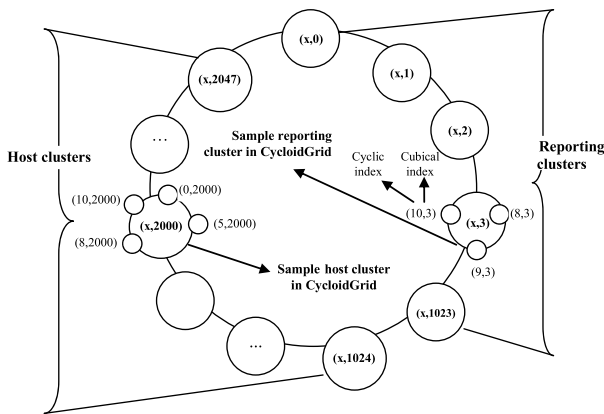 (x,0)
(x,2047)
(x,1)
(x,2)
...
Sample reporting
cluster in CycloidGrid
Cyclic
index
Cubical
index
Host clusters
Reporting
clusters
(10,2000)
(0,2000)
(x,2000)
(5,2000)
(8,2000)
(10,3)
(x,3)
(8,3)
(9,3)
Sample host cluster
in CycloidGrid
(x,1023)
...
(x,1024)